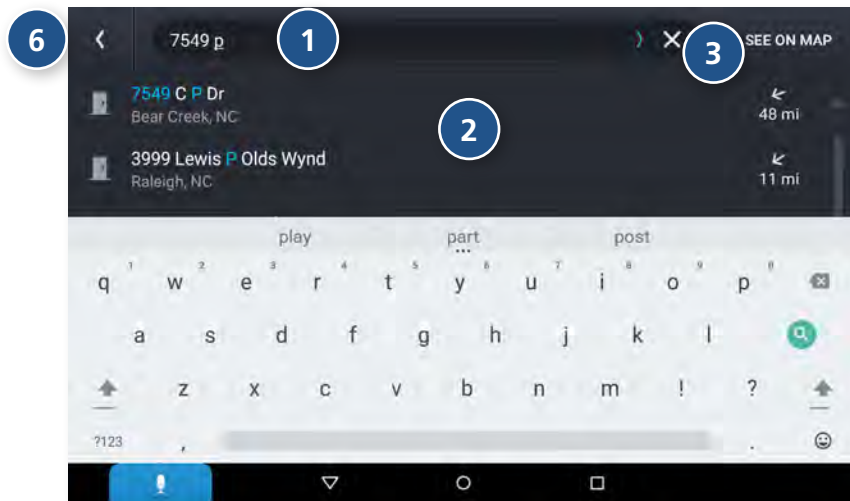 6 7549 p 1 3 SEE ON MAP
7549 C P Dr
Bear Creek, NC
48 mi
2
3999 Lewis P Olds Wynd
Raleigh, NC
11 mi
play part post
q 1 w 2 e 3 r 4 t 5 y 6 u 7 i 8 o 9 p 0
a s d f g h j k l
z x c v b n m ! ?
?123 , .